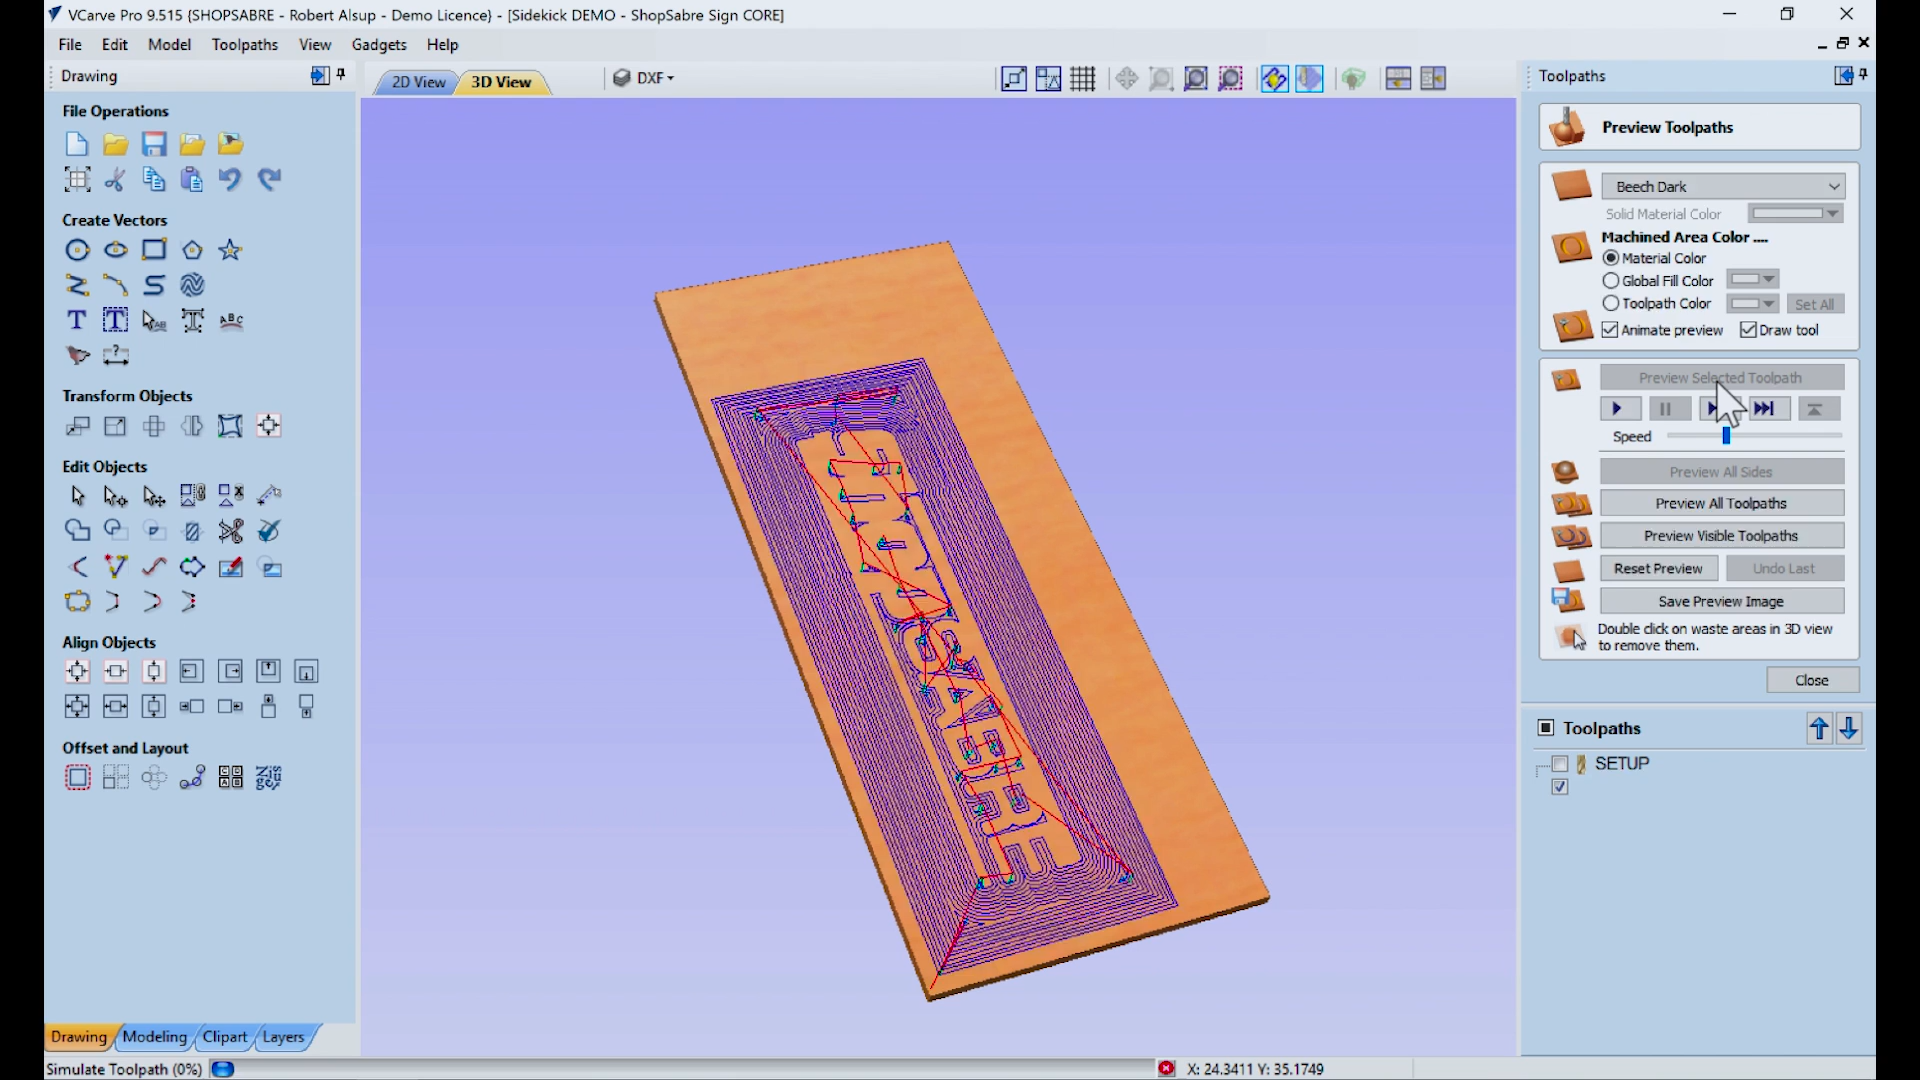 VCarve Pro 9.515 {SHOPSABRE - Robert Alsup - Demo Licence} - [Sidekick DEMO - ShopSabre Sign CORE]
File Edit Model Toolpaths View Gadgets Help
Drawing
File Operations
Create Vectors
Transform Objects
Edit Objects
Align Objects
Offset and Layout
Drawing Modeling Clipart Layers
2D View 3D View DXF
SHOPSABRE
Toolpaths
Preview Toolpaths
Beech Dark
Solid Material Color
Machined Area Color ....
Material Color
Global Fill Color
Toolpath Color Set All
Animate preview Draw tool
Preview Selected Toolpath
Speed
Preview All Sides
Preview All Toolpaths
Preview Visible Toolpaths
Reset Preview Undo Last
Save Preview Image
Double click on waste areas in 3D view
to remove them.
Close
Toolpaths
SETUP
Simulate Toolpath (0%) X: 24.3411 Y: 35.1749